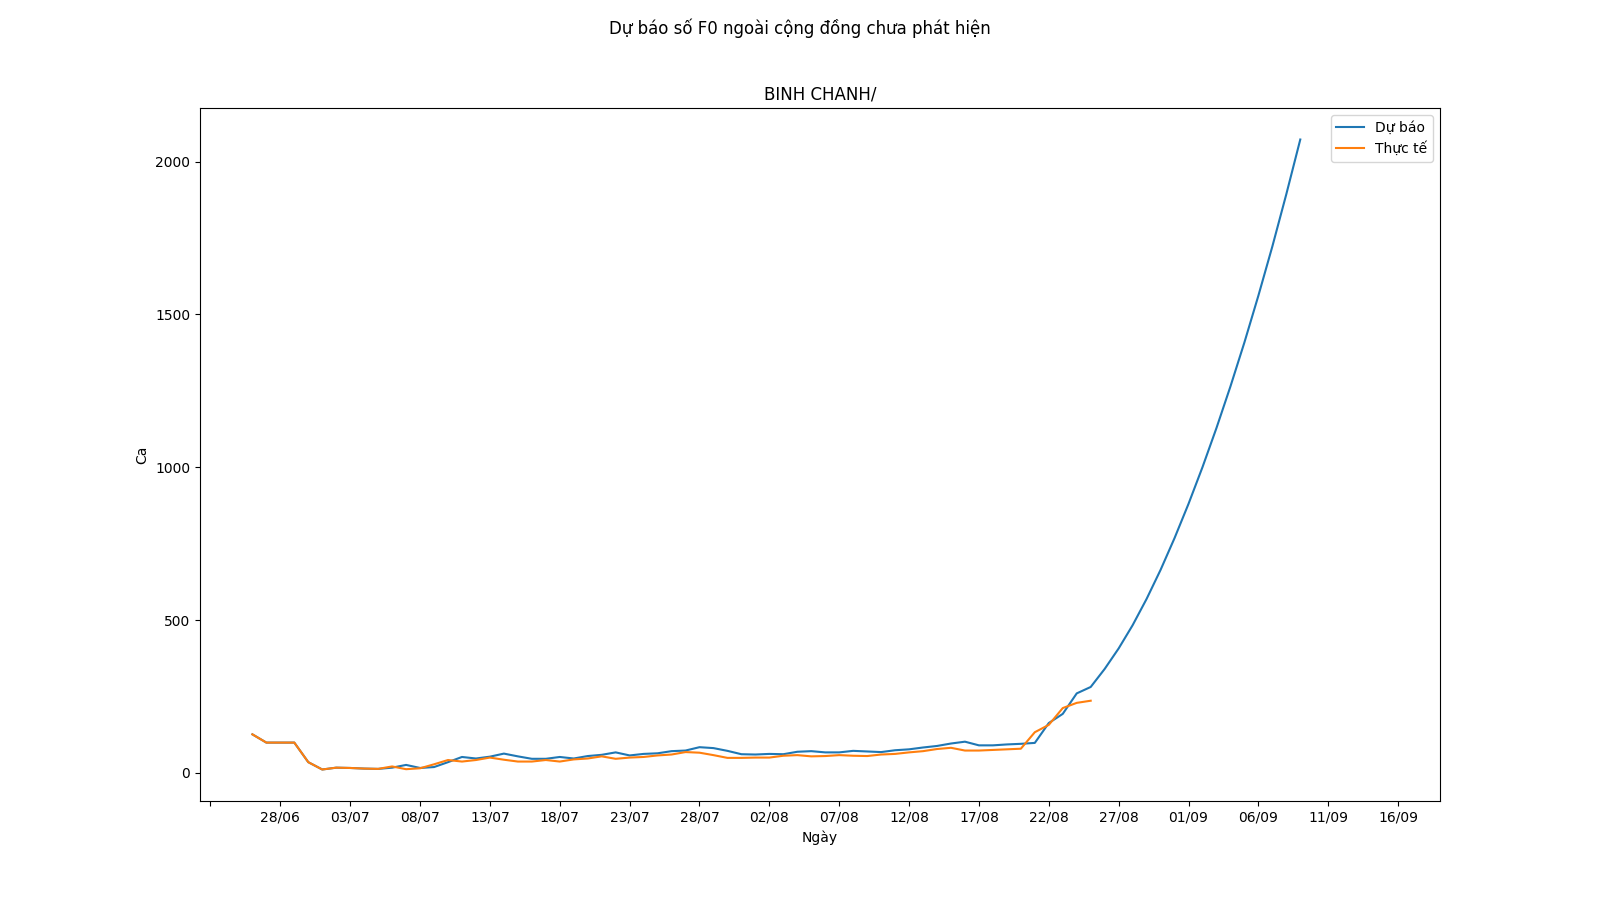 Dự báo số F0 ngoài cộng đồng chưa phát hiện
BINH CHANH/
Dự báo
Thực tế
2000
1500
1000
500
0
Ca
28/06 03/07 08/07 13/07 18/07 23/07 28/07 02/08 07/08 12/08 17/08 22/08 27/08 01/09 06/09 11/09 16/09
Ngày